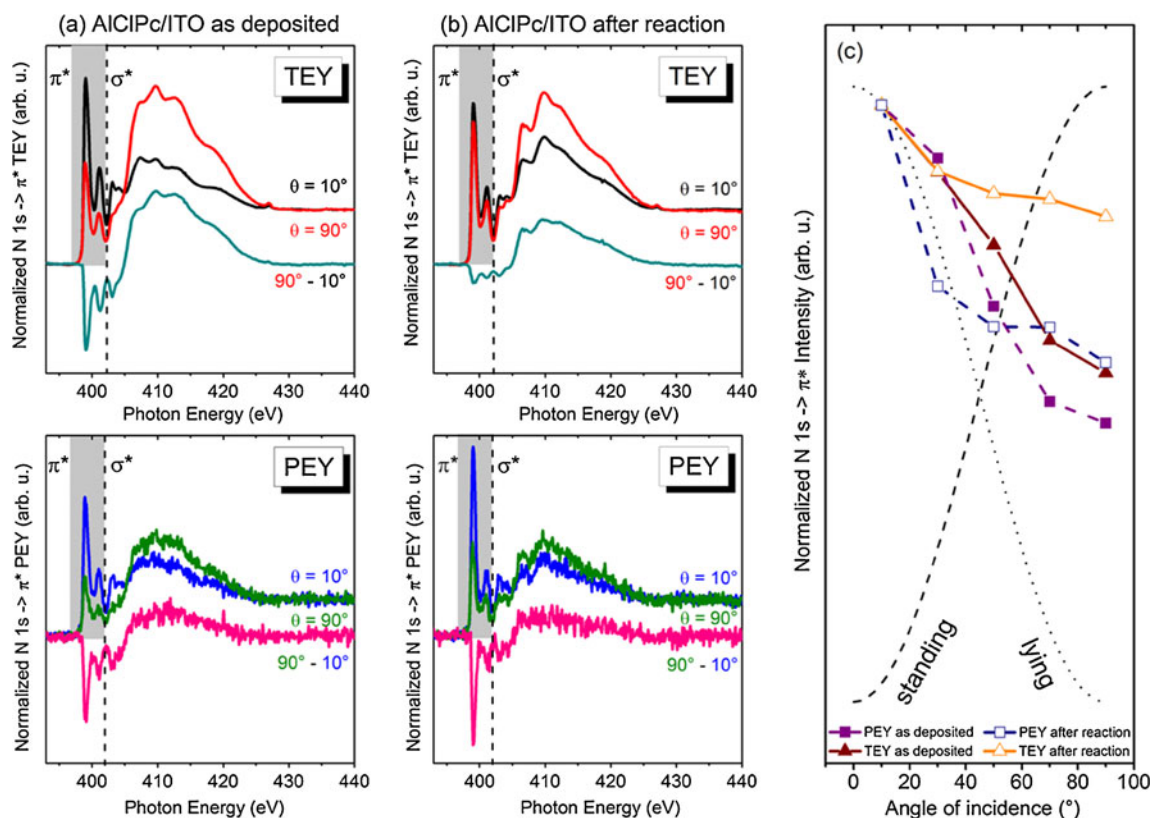 (a) AlClPc/ITO as deposited
Normalized N 1s -> π* TEY (arb. u.)
π*
σ*
TEY
θ = 10°
θ = 90°
90° - 10°
400 410 420 430 440
Photon Energy (eV)
(b) AlClPc/ITO after reaction
Normalized N 1s -> π* TEY (arb. u.)
π*
σ*
TEY
θ = 10°
θ = 90°
90° - 10°
400 410 420 430 440
Photon Energy (eV)
Normalized N 1s -> π* PEY (arb. u.)
π*
σ*
PEY
θ = 10°
θ = 90°
90° - 10°
400 410 420 430 440
Photon Energy (eV)
Normalized N 1s -> π* PEY (arb. u.)
π*
σ*
PEY
θ = 10°
θ = 90°
90° - 10°
400 410 420 430 440
Photon Energy (eV)
(c)
Normalized N 1s -> π* Intensity (arb. u.)
standing
lying
PEY as deposited PEY after reaction
TEY as deposited TEY after reaction
0 20 40 60 80 100
Angle of incidence (°)